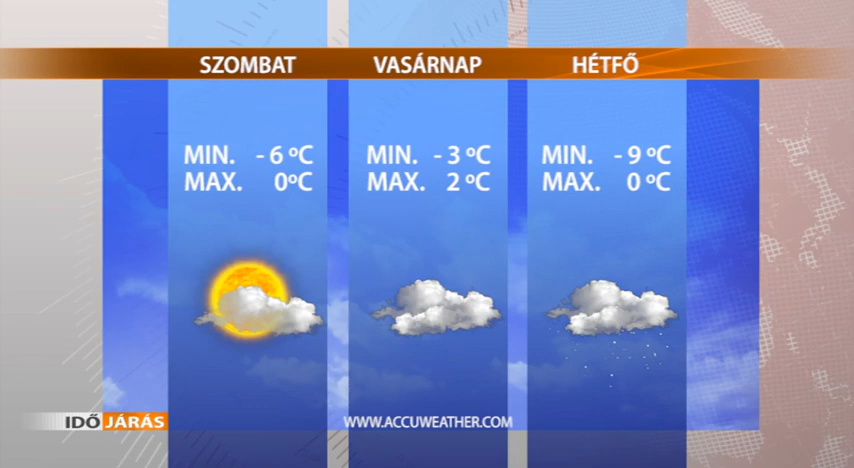 SZOMBAT VASÁRNAP HÉTFŐ
MIN. - 6 ºC MIN. - 3 ºC MIN. - 9 ºC
MAX. 0ºC MAX. 2 ºC MAX. 0 ºC
IDŐJÁRÁS
WWW.ACCUWEATHER.COM